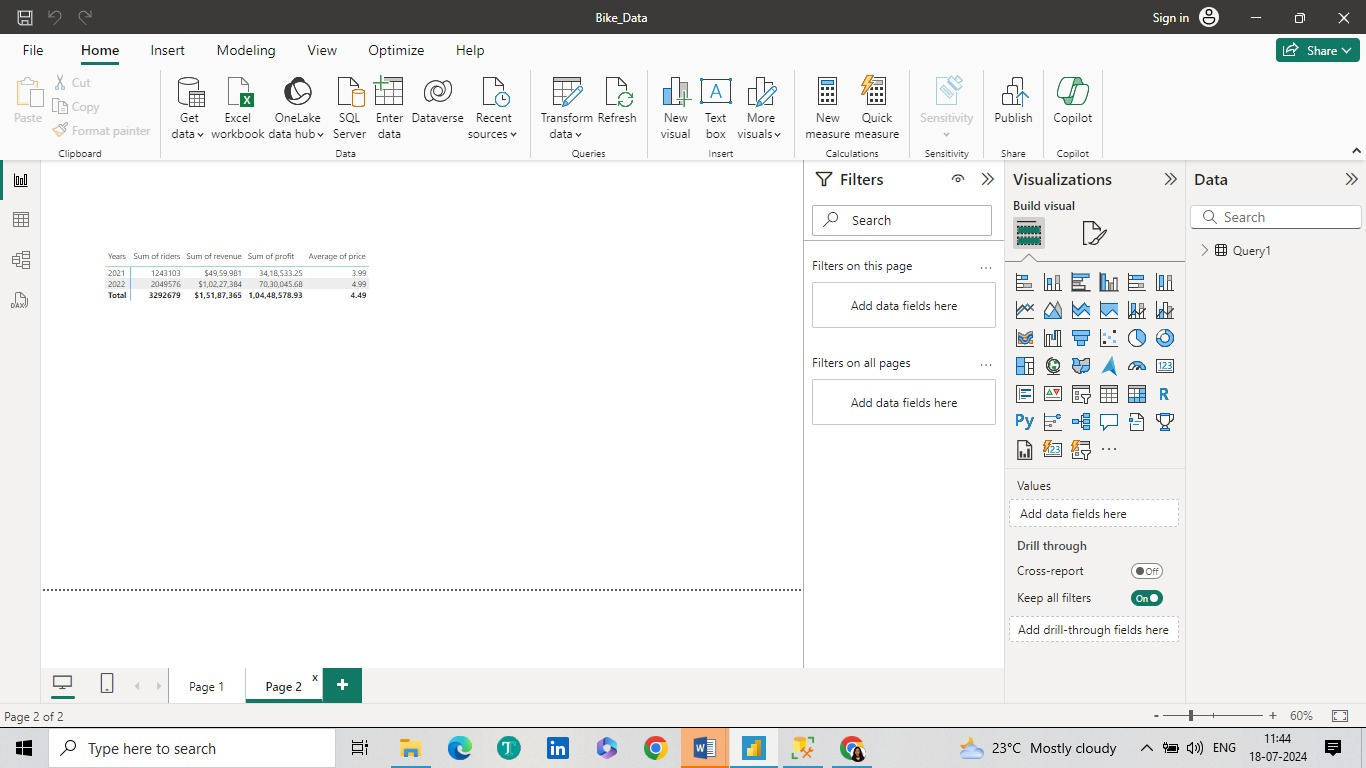 Bike_Data
Sign in
File Home Insert Modeling View Optimize Help
Share
Paste
Cut
Copy
Format painter
Clipboard
Get data
Excel workbook
OneLake data hub
SQL Server
Enter data
Dataverse
Recent sources
Data
Transform data
Refresh
Queries
New visual
Text box
More visuals
Insert
New measure
Quick measure
Calculations
Sensitivity
Sensitivity
Publish
Share
Copilot
Copilot
Years Sum of riders Sum of revenue Sum of profit Average of price
2021 1243103 $49,59,981 34,18,533.25 3.99
2022 2049576 $1,02,27,384 70,30,045.68 4.99
Total 3292679 $1,51,87,365 1,04,48,578.93 4.49
Filters
Search
Filters on this page ...
Add data fields here
Filters on all pages ...
Add data fields here
Visualizations
Build visual
123
R
Py
123
...
Values
Add data fields here
Drill through
Cross-report Off
Keep all filters On
Add drill-through fields here
Data
Search
Query1
Page 1
Page 2 x
+
Page 2 of 2
- + 60%
Type here to search
23°C Mostly cloudy
ENG
11:44
18-07-2024